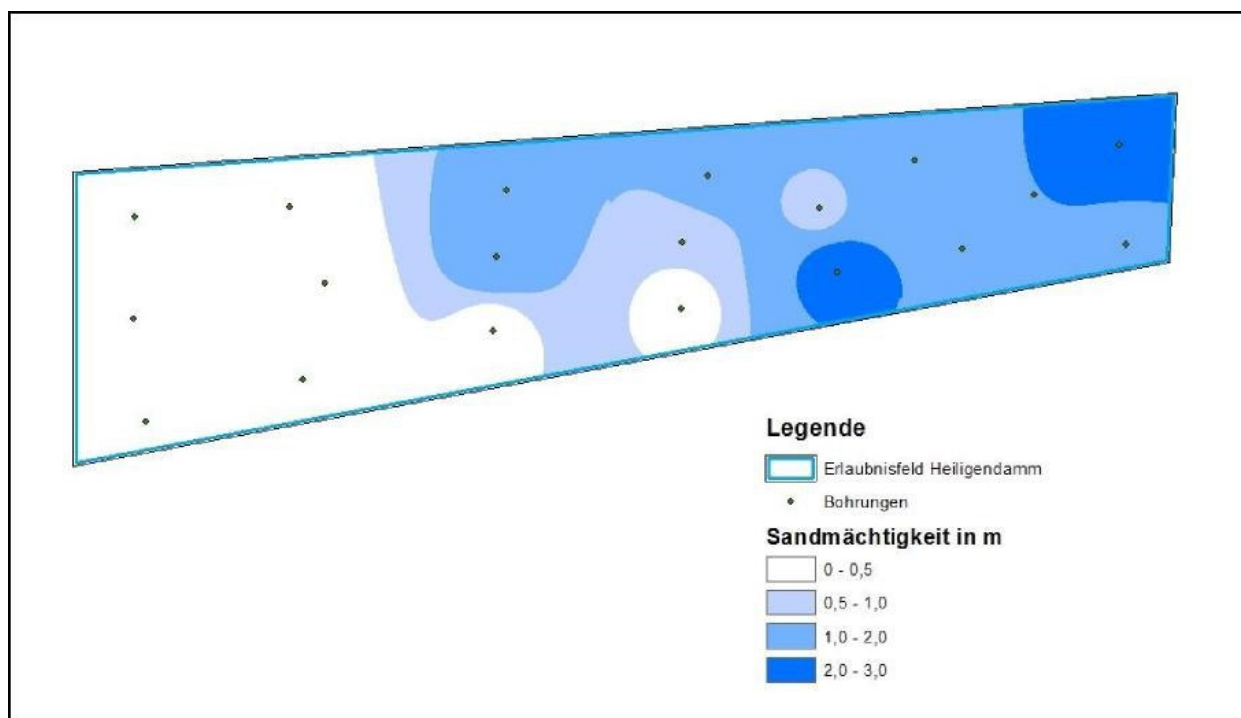 Legende
Erlaubnisfeld Heiligendamm
Bohrungen
Sandmächtigkeit in m
0 - 0,5
0,5 - 1,0
1,0 - 2,0
2,0 - 3,0